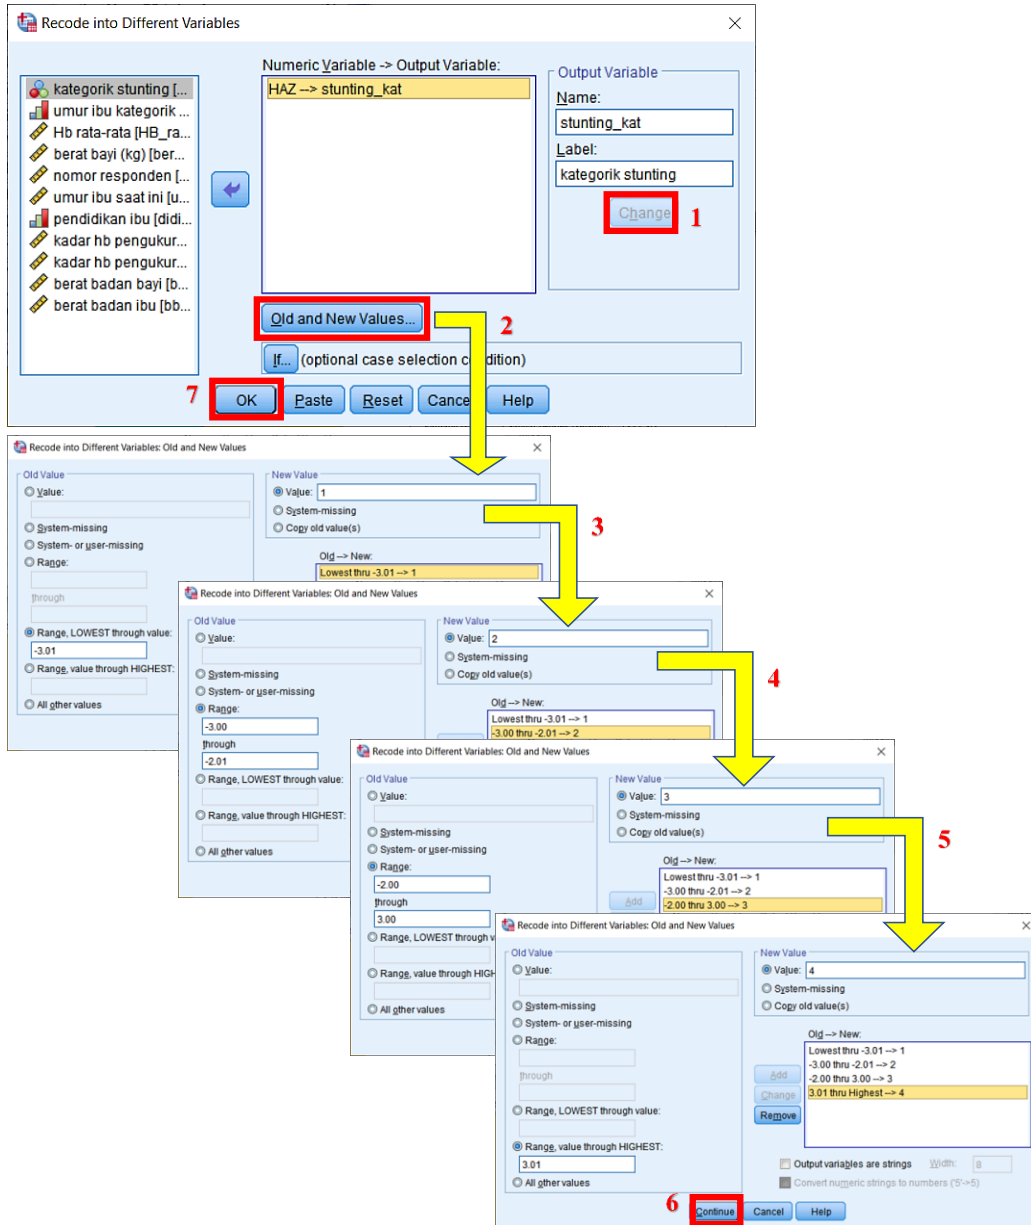 Recode into Different Variables
Numeric Variable -> Output Variable:
kategorik stunting [...
umur ibu kategorik ...
Hb rata-rata [HB_ra...
berat bayi (kg) [ber...
nomor responden [...
umur ibu saat ini [u...
pendidikan ibu [didi...
kadar hb pengukur...
kadar hb pengukur...
berat badan bayi [b...
berat badan ibu [bb...
HAZ --> stunting_kat
Output Variable
Name:
stunting_kat
Label:
kategorik stunting
Change
1
Old and New Values...
2
If... (optional case selection condition)
7
OK
Paste
Reset
Cance
Help
Recode into Different Variables: Old and New Values
Old Value
Value:
System-missing
System- or user-missing
Range:
through
Range, LOWEST through value:
-3.01
Range, value through HIGHEST:
All other values
New Value
Value: 1
System-missing
Copy old value(s)
Old --> New:
Lowest thru -3.01 --> 1
3
Recode into Different Variables: Old and New Values
Old Value
Value:
System-missing
System- or user-missing
Range:
-3.00
through
-2.01
Range, LOWEST through value:
Range, value through HIGHEST:
All other values
New Value
Value: 2
System-missing
Copy old value(s)
Old --> New:
Lowest thru -3.01 --> 1
-3.00 thru -2.01 --> 2
4
Recode into Different Variables: Old and New Values
Old Value
Value:
System-missing
System- or user-missing
Range:
-2.00
through
3.00
Range, LOWEST through v
Range, value through HIGH
All other values
New Value
Value: 3
System-missing
Copy old value(s)
Old --> New:
Lowest thru -3.01 --> 1
-3.00 thru -2.01 --> 2
-2.00 thru 3.00 --> 3
Add
5
Recode into Different Variables: Old and New Values
Old Value
Value:
System-missing
System- or user-missing
Range:
through
Range, LOWEST through value:
Range, value through HIGHEST:
3.01
All other values
New Value
Value: 4
System-missing
Copy old value(s)
Old --> New:
Lowest thru -3.01 --> 1
-3.00 thru -2.01 --> 2
-2.00 thru 3.00 --> 3
3.01 thru Highest --> 4
Add
Change
Remove
Output variables are strings
Width: 8
Convert numeric strings to numbers ('5'->5)
6
Continue
Cancel
Help